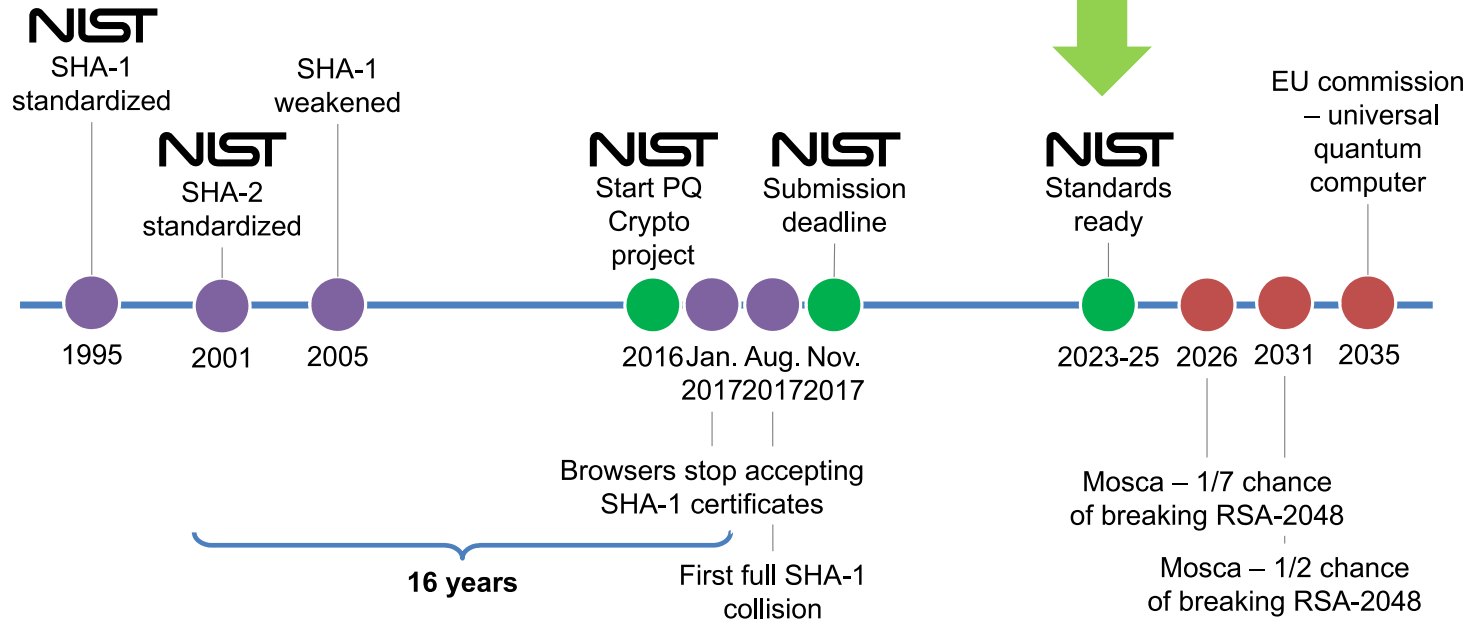 NIST
SHA-1
standardized
NIST
SHA-2
standardized
SHA-1
weakened
NIST
Start PQ
Crypto
project
NIST
Submission
deadline
NIST
Standards
ready
EU commission
– universal
quantum
computer
1995
2001
2005
2016
Jan.
2017
Aug.
2017
Nov.
2017
2023-25
2026
2031
2035
Browsers stop accepting
SHA-1 certificates
16 years
First full SHA-1
collision
Mosca – 1/7 chance
of breaking RSA-2048
Mosca – 1/2 chance
of breaking RSA-2048